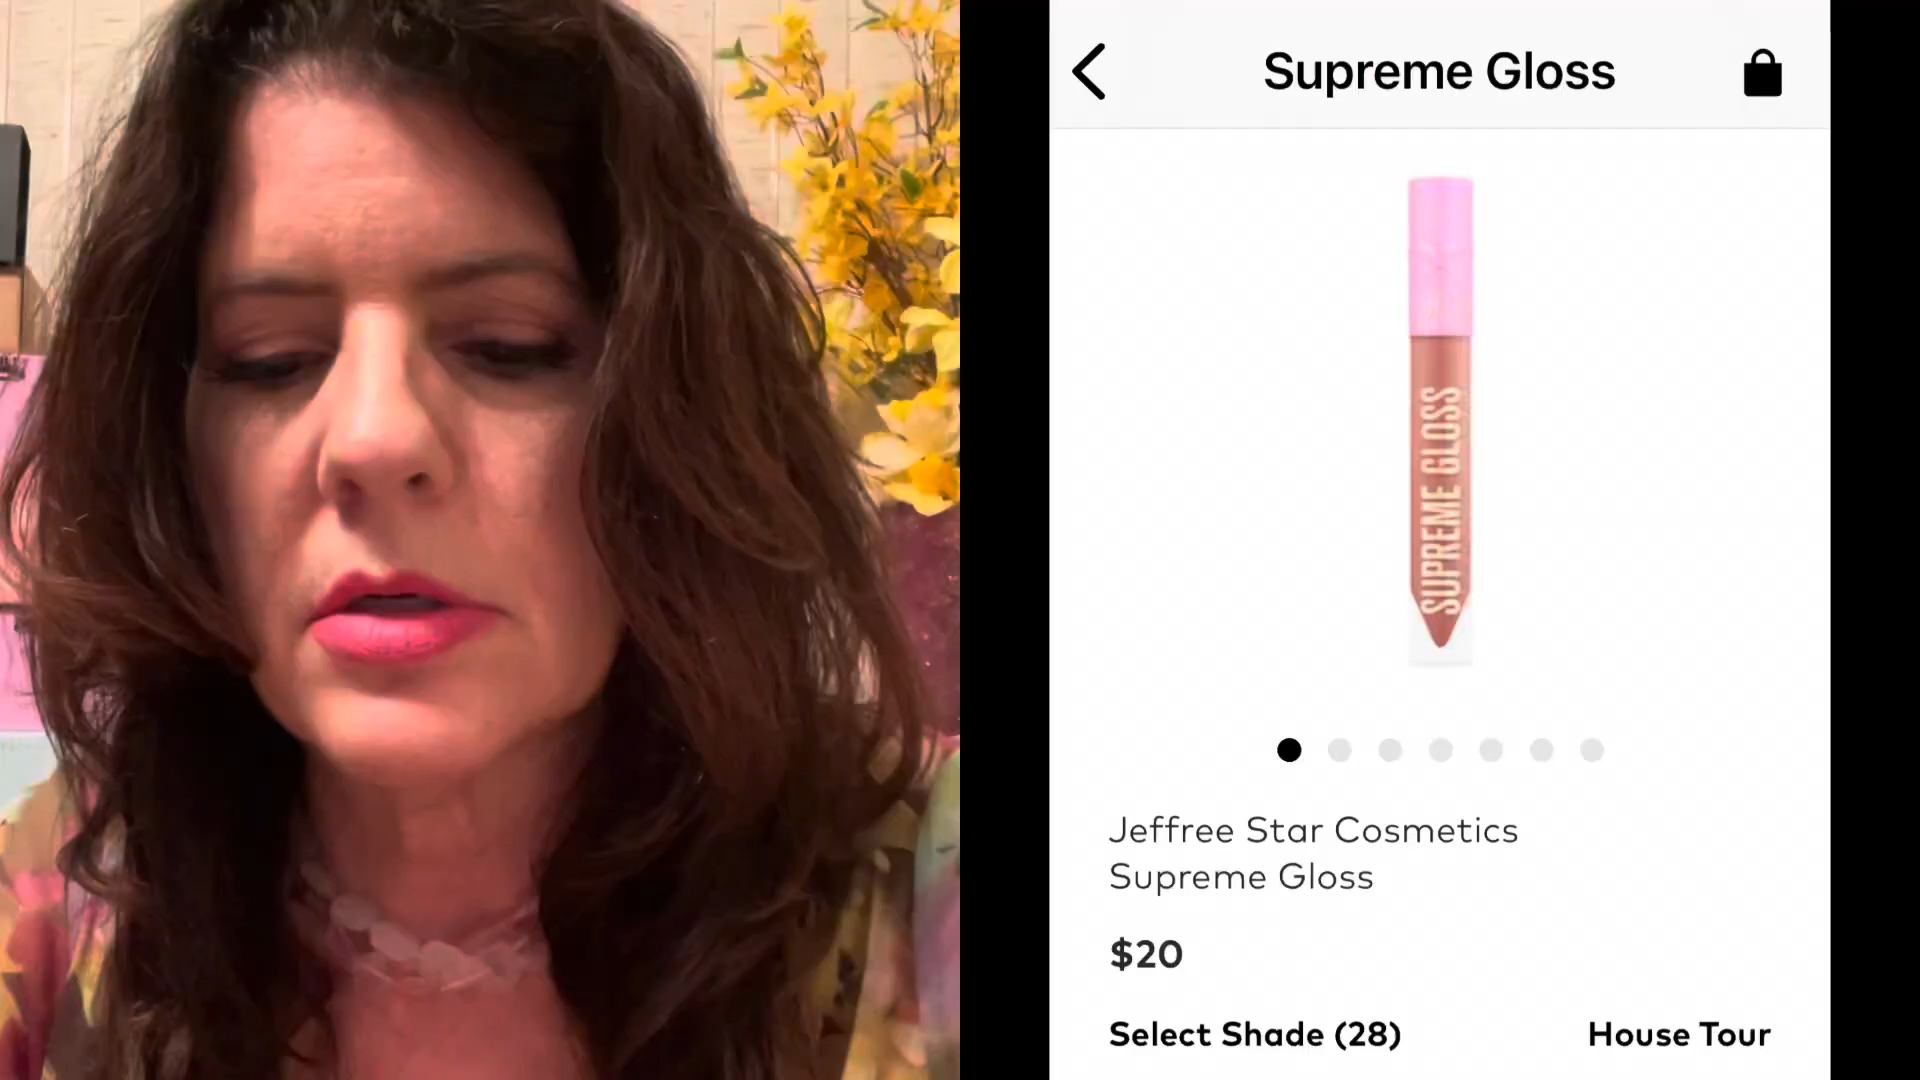 Supreme Gloss
SUPREME GLOSS
Jeffree Star Cosmetics
Supreme Gloss
$20
Select Shade (28)
House Tour